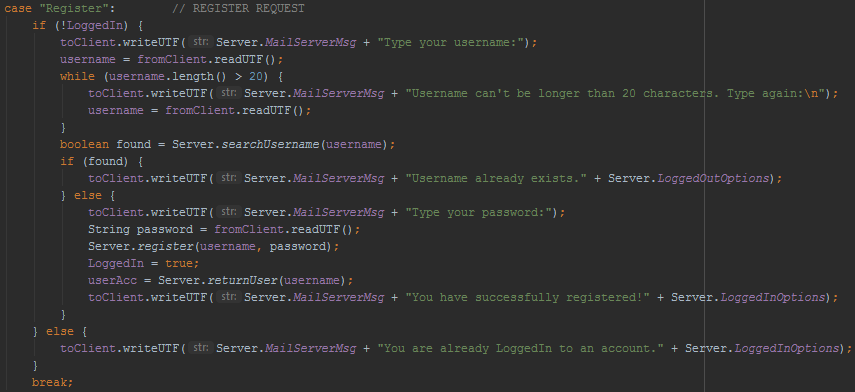 case "Register":        // REGISTER REQUEST
    if (!LoggedIn) {
        toClient.writeUTF( str: Server.MailServerMsg + "Type your username:");
        username = fromClient.readUTF();
        while (username.length() > 20) {
            toClient.writeUTF( str: Server.MailServerMsg + "Username can't be longer than 20 characters. Type again:\n");
            username = fromClient.readUTF();
        }
        boolean found = Server.searchUsername(username);
        if (found) {
            toClient.writeUTF( str: Server.MailServerMsg + "Username already exists." + Server.LoggedOutOptions);
        } else {
            toClient.writeUTF( str: Server.MailServerMsg + "Type your password:");
            String password = fromClient.readUTF();
            Server.register(username, password);
            LoggedIn = true;
            userAcc = Server.returnUser(username);
            toClient.writeUTF( str: Server.MailServerMsg + "You have successfully registered!" + Server.LoggedInOptions);
        }
    } else {
        toClient.writeUTF( str: Server.MailServerMsg + "You are already LoggedIn to an account." + Server.LoggedInOptions);
    }
    break;